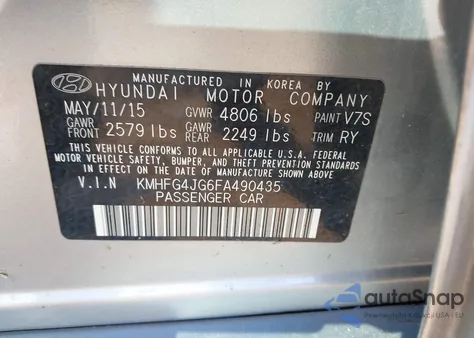 MANUFACTURED IN KOREA BY
HYUNDAI MOTOR COMPANY
MAY/11/15 GVWR 4806 lbs PAINT V7S
GAWR FRONT 2579 lbs GAWR REAR 2249 lbs TRIM RY
THIS VEHICLE CONFORMS TO ALL APPLICABLE U.S.A. FEDERAL
MOTOR VEHICLE SAFETY, BUMPER, AND THEFT PREVENTION
STANDARDS IN EFFECT ON THE DATE OF MANUFACTURE SHOWN ABOVE.
V.I.N KMHFG4JG6FA490435
PASSENGER CAR
autoSnap